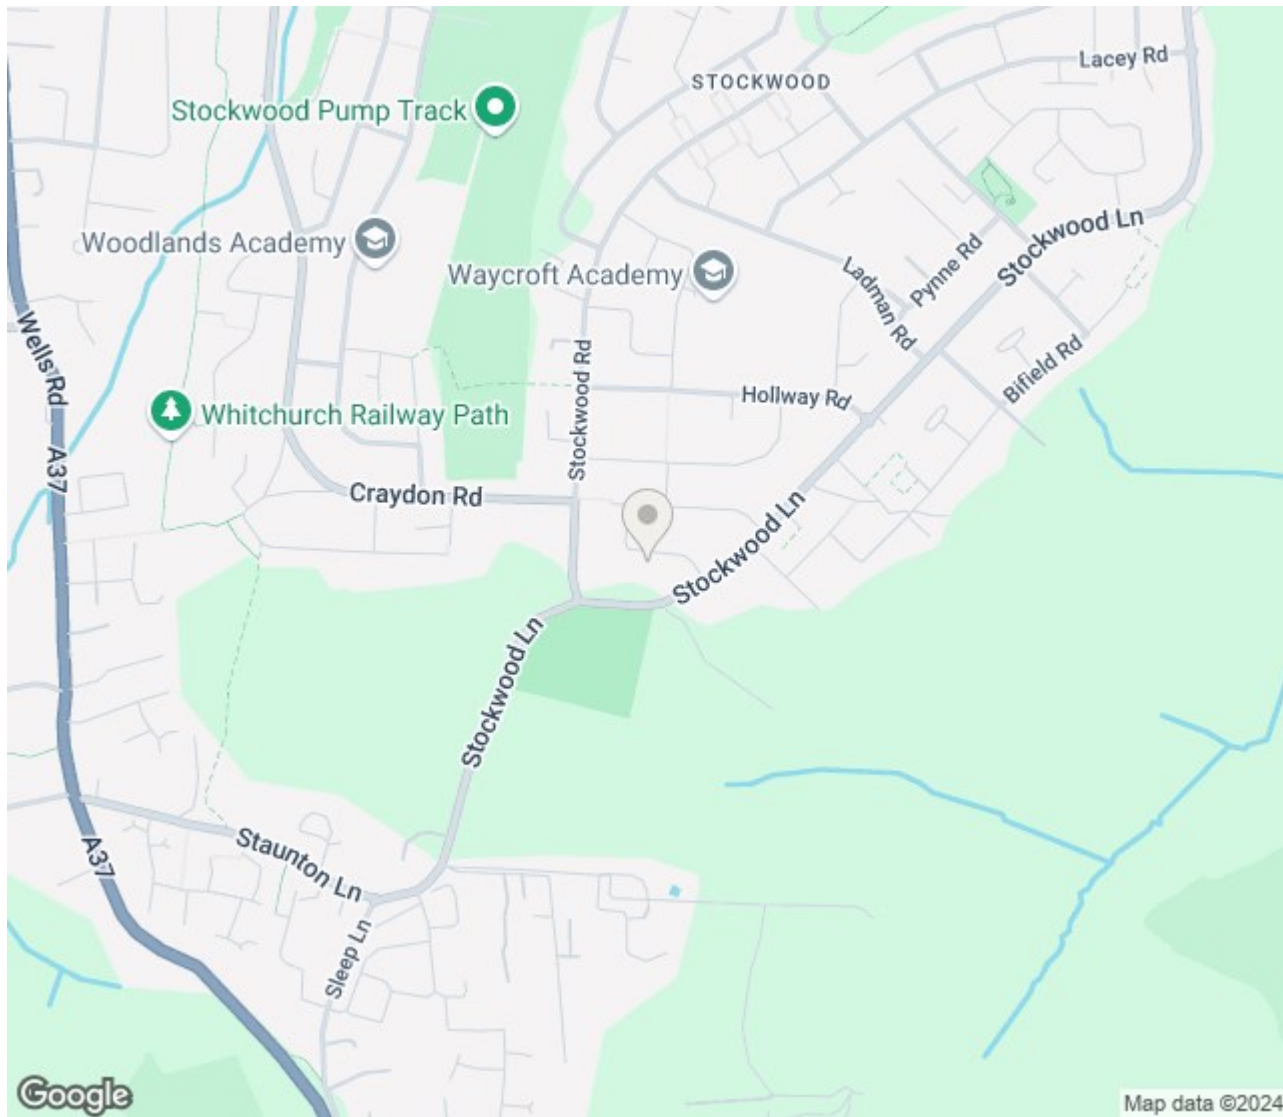 Lacey Rd
STOCKWOOD
Stockwood Pump Track
Stockwood Ln
Woodlands Academy
Waycroft Academy
Pynne Rd
Ladman Rd
Wells Rd
Stockwood Rd
Bifield Rd
Hollway Rd
Whitchurch Railway Path
A37
Craydon Rd
Stockwood Ln
Stockwood Ln
A37
Staunton Ln
Sleep Ln
Google
Map data ©2024